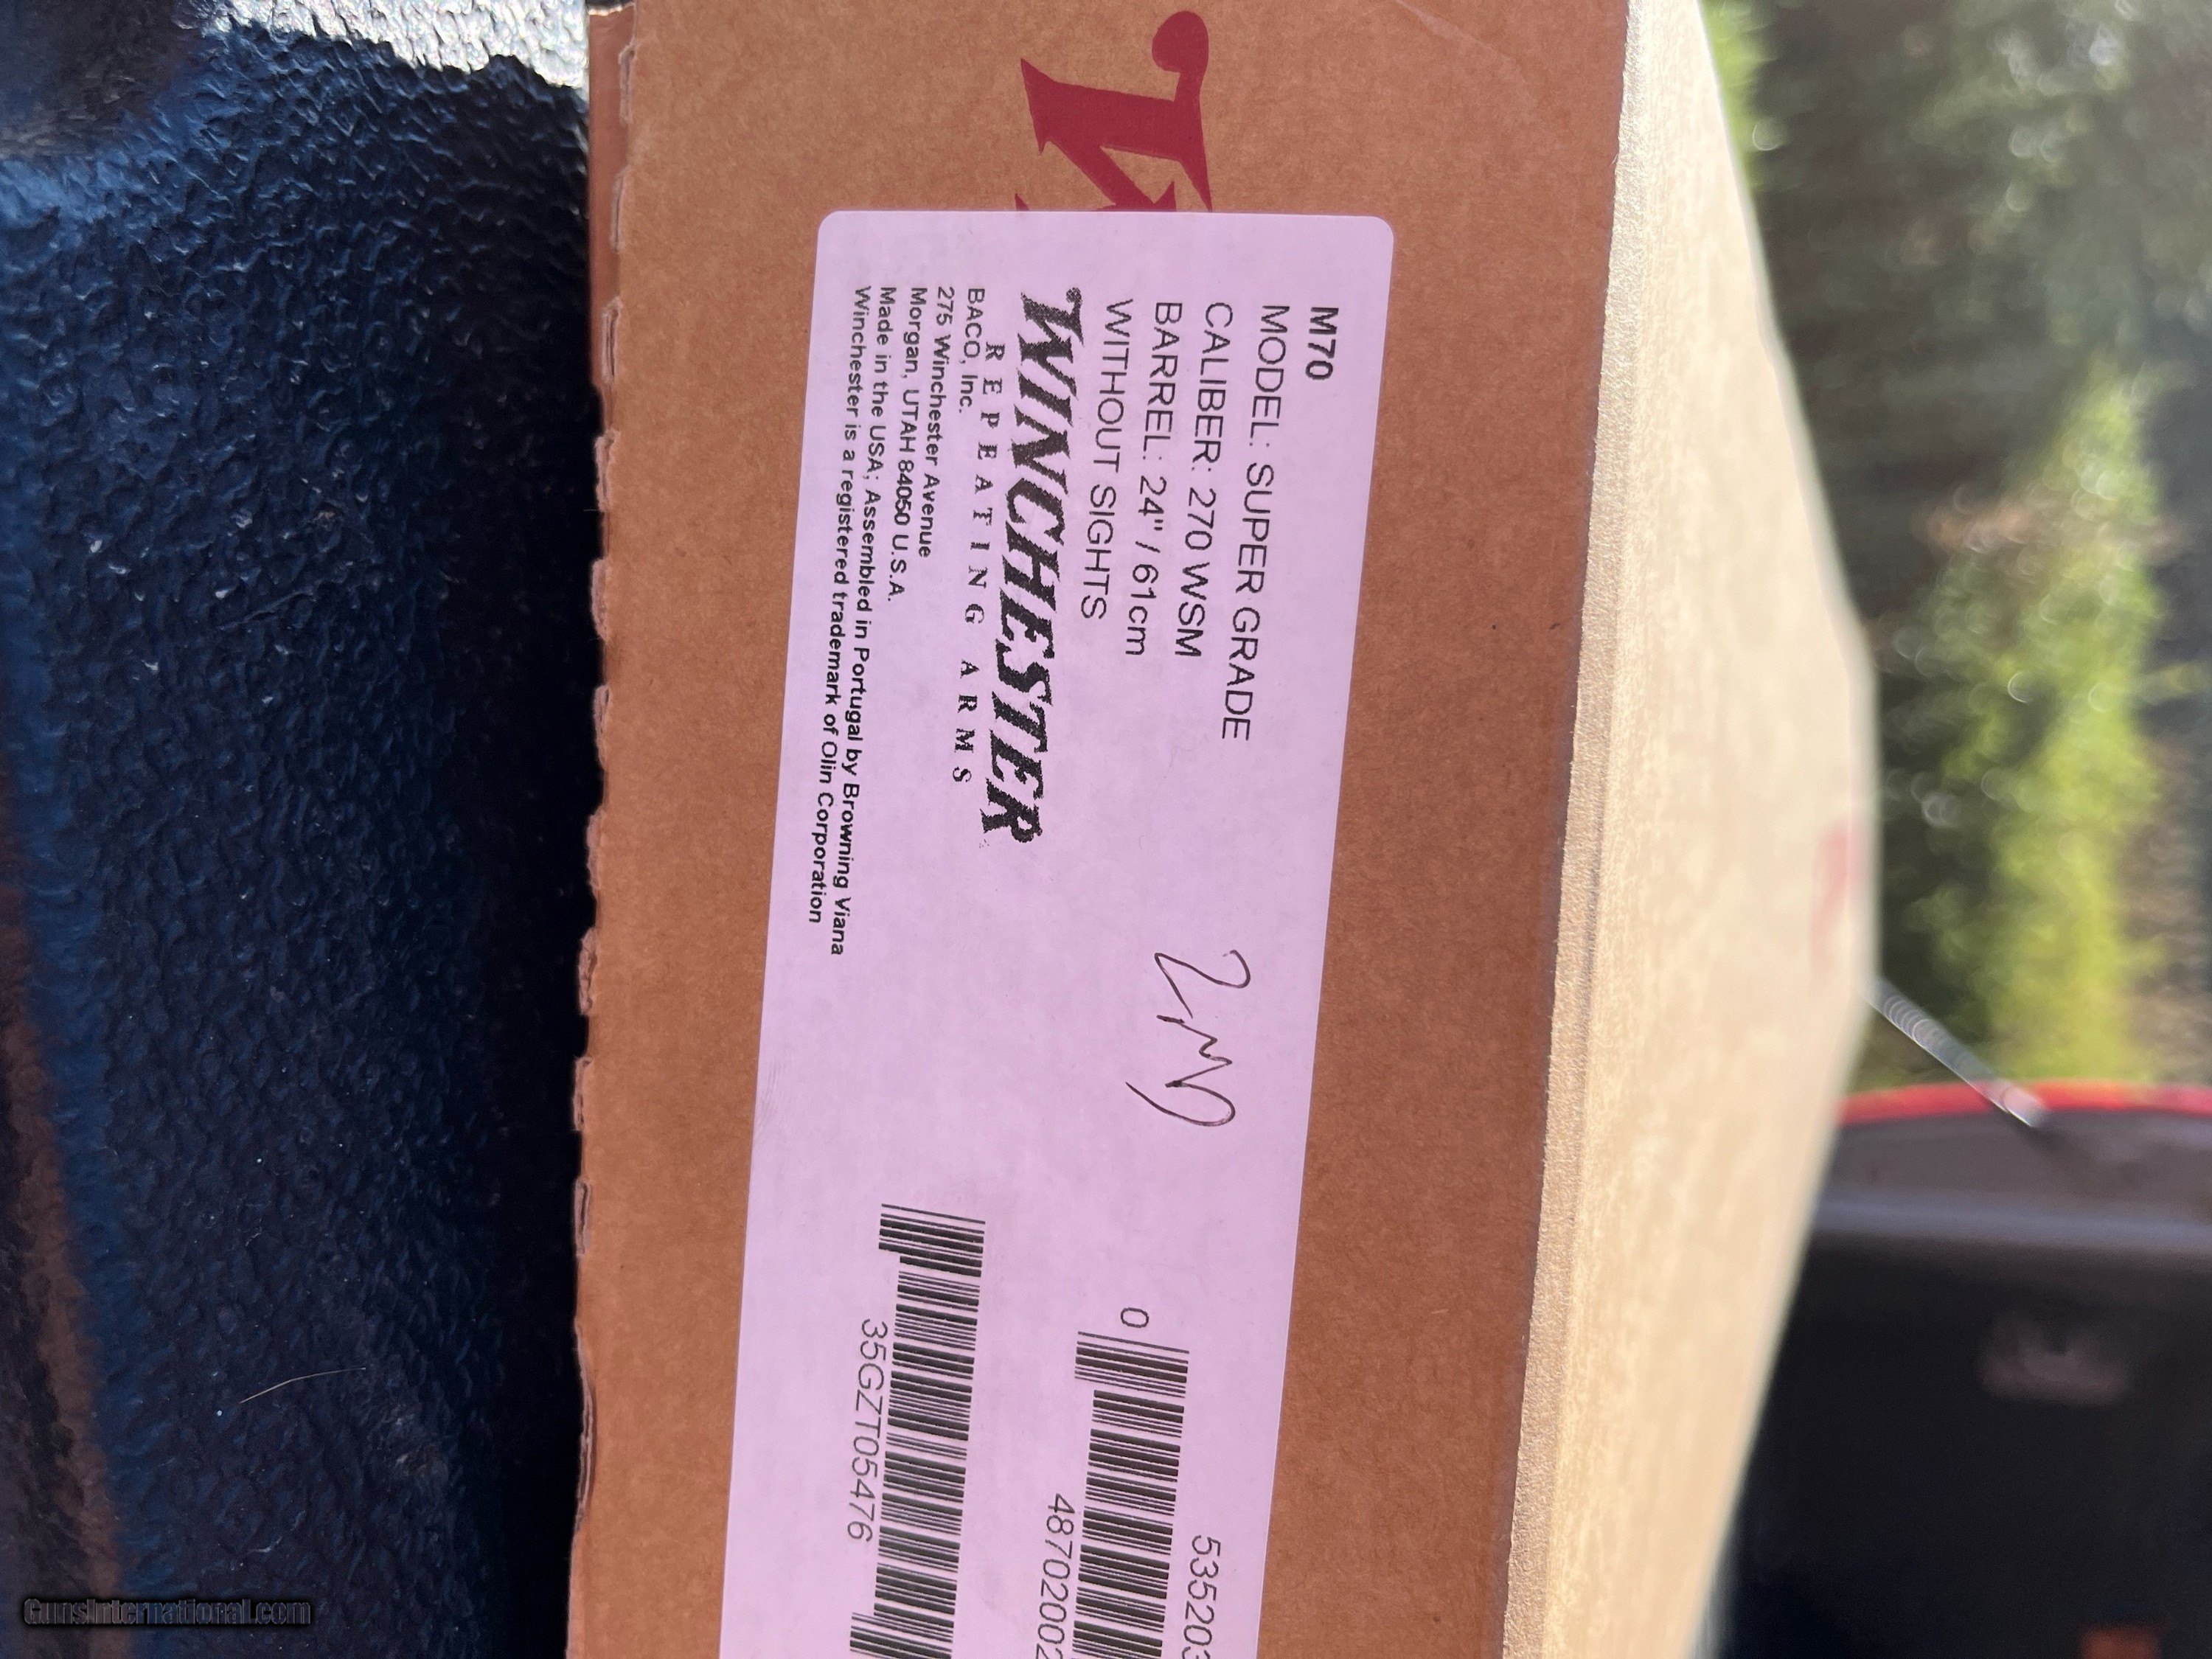 M70
MODEL: SUPER GRADE
CALIBER: 270 WSM
BARREL: 24" / 61cm
WITHOUT SIGHTS
WINCHESTER
REPEATING ARMS
BACO, Inc.
275 Winchester Avenue
Morgan, UTAH 84050 U.S.A.
Made in the USA; Assembled in Portugal by Browning Viana
Winchester is a registered trademark of Olin Corporation
535203
0
48702002
35GZT05476
GunsInternational.com